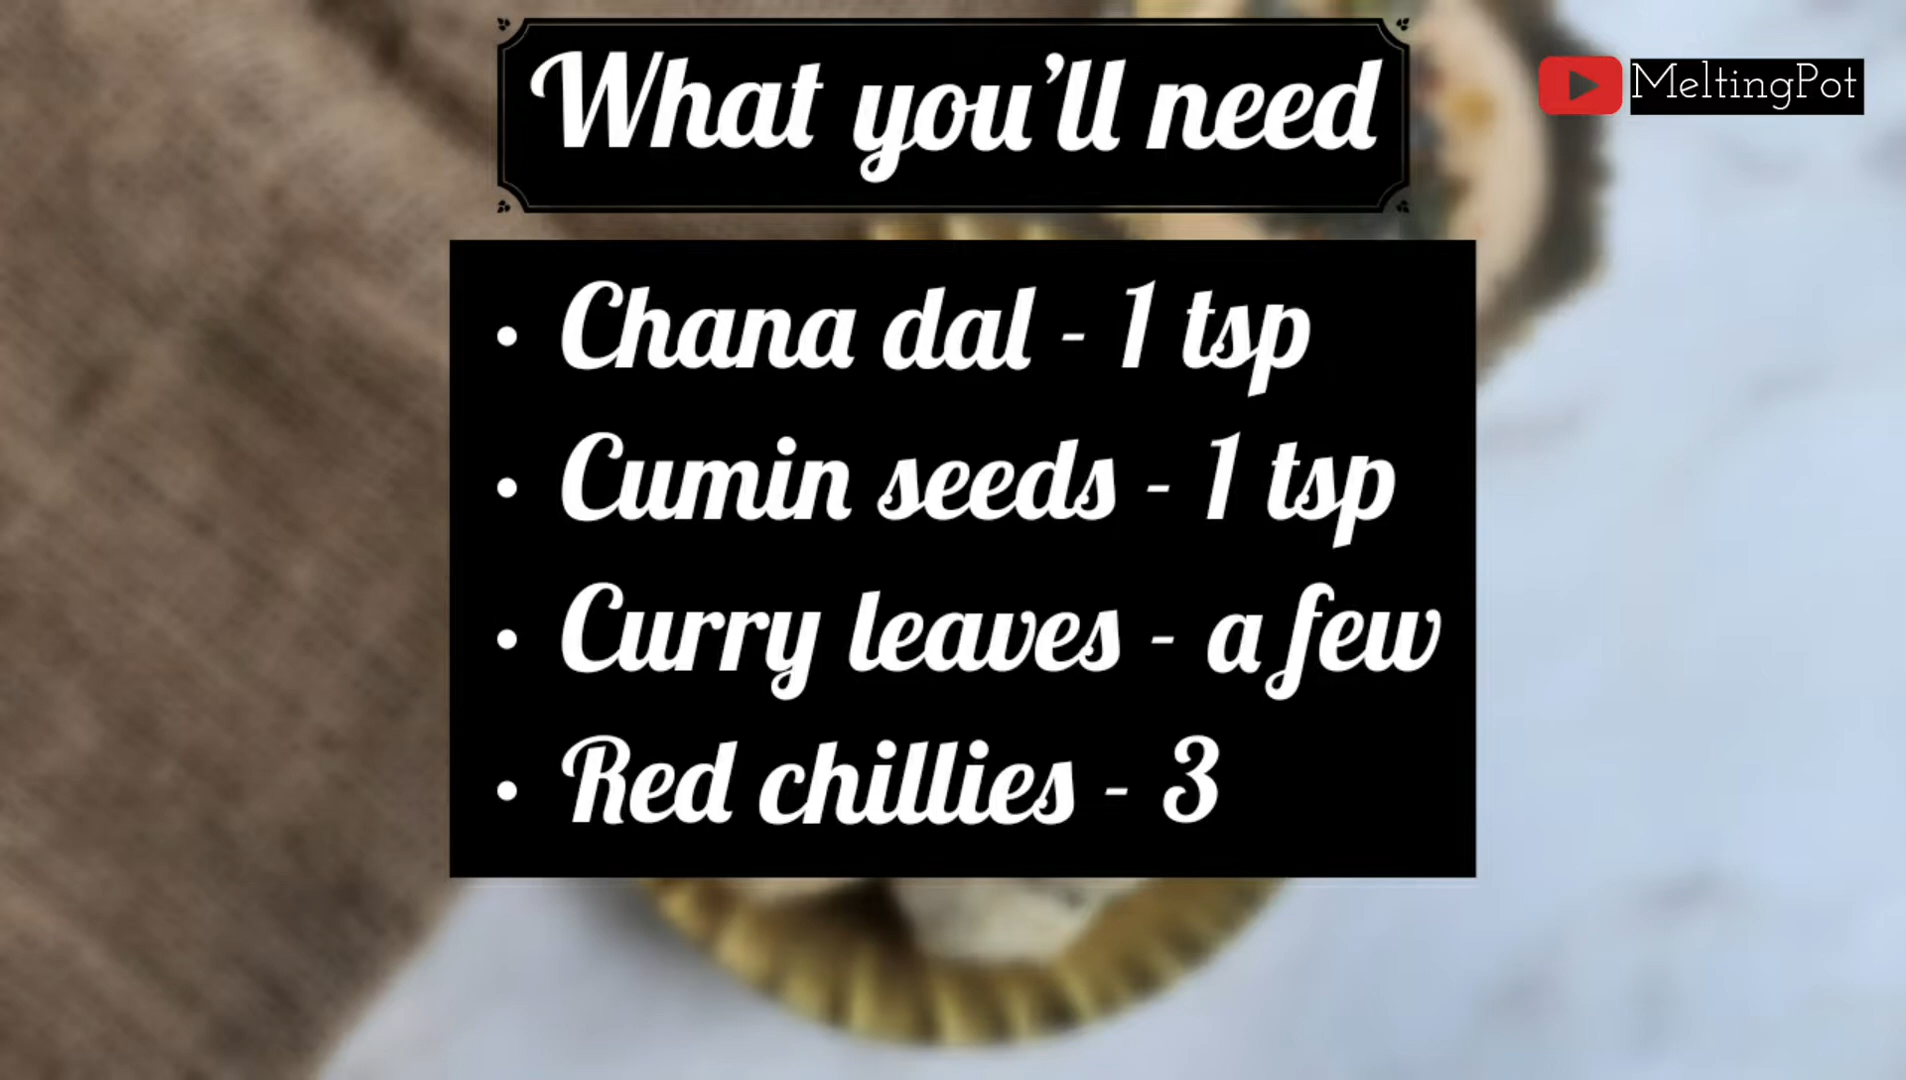 What you'll need
MeltingPot
• Chana dal - 1 tsp
• Cumin seeds - 1 tsp
• Curry leaves - a few
• Red chillies - 3